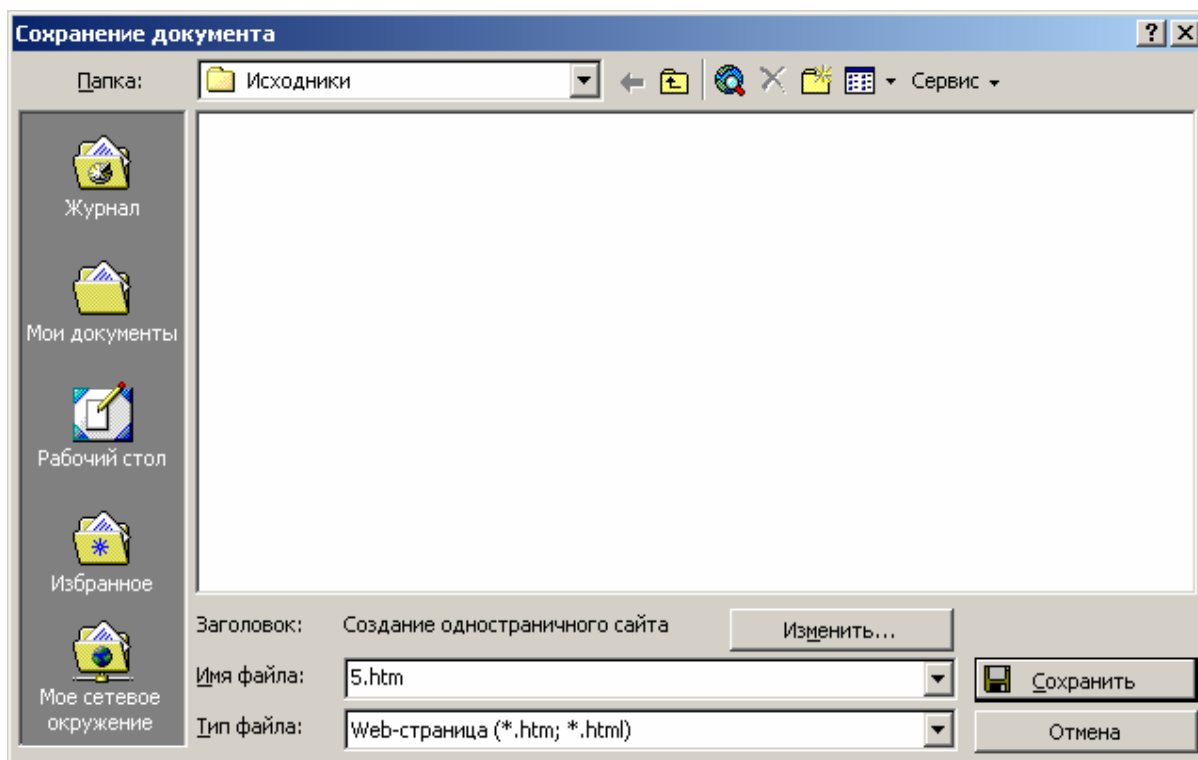 Сохранение документа
Папка:
Исходники
Сервис
Журнал
Мои документы
Рабочий стол
Избранное
Мое сетевое
окружение
Заголовок: Создание одностраничного сайта Изменить...
Имя файла: 5.htm Сохранить
Тип файла: Web-страница (*.htm; *.html) Отмена